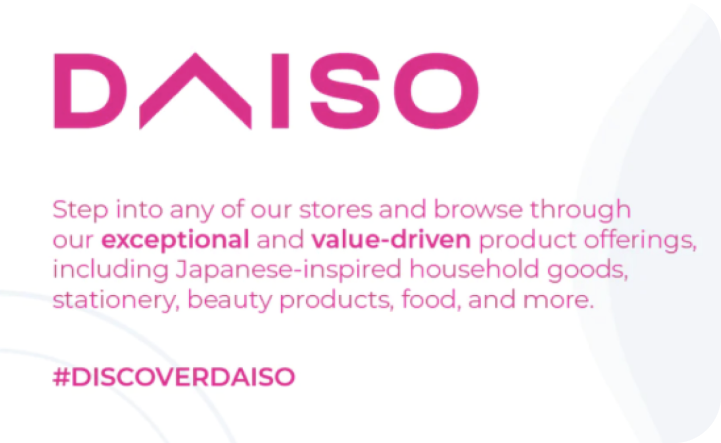 DAISO
Step into any of our stores and browse through
our exceptional and value-driven product offerings,
including Japanese-inspired household goods,
stationery, beauty products, food, and more.
#DISCOVERDAISO